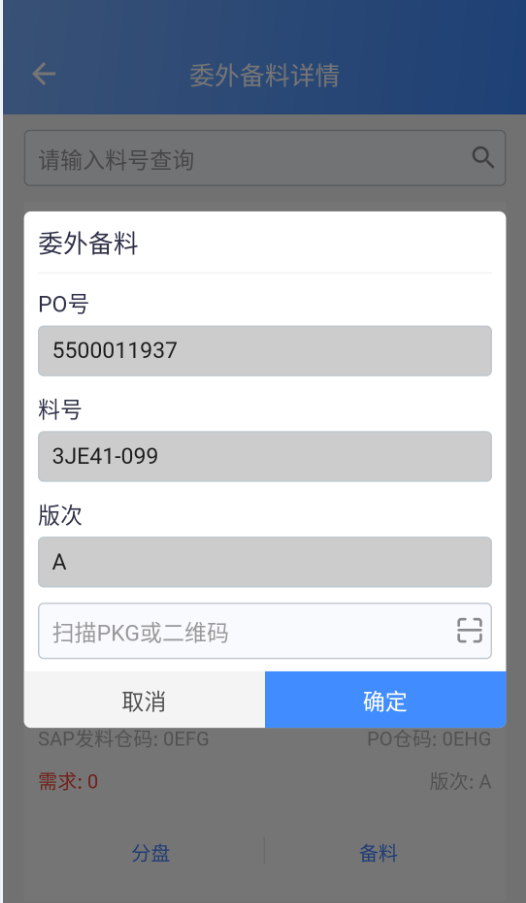 委外备料详情
请输入料号查询
委外备料
PO号
5500011937
料号
3JE41-099
版次
A
扫描PKG或二维码
取消 确定
SAP发料仓码: 0EFG PO仓码: 0EHG
需求: 0 版次: A
分盘 备料